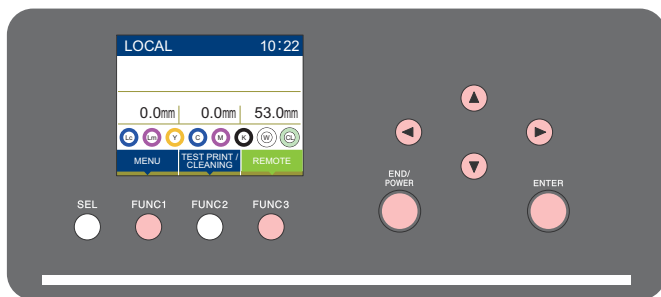 LOCAL 10:22
0.0mm 0.0mm 53.0mm
Lc Lm Y C M K W CL
MENU TEST PRINT / CLEANING REMOTE
SEL FUNC1 FUNC2 FUNC3
END/
POWER
ENTER